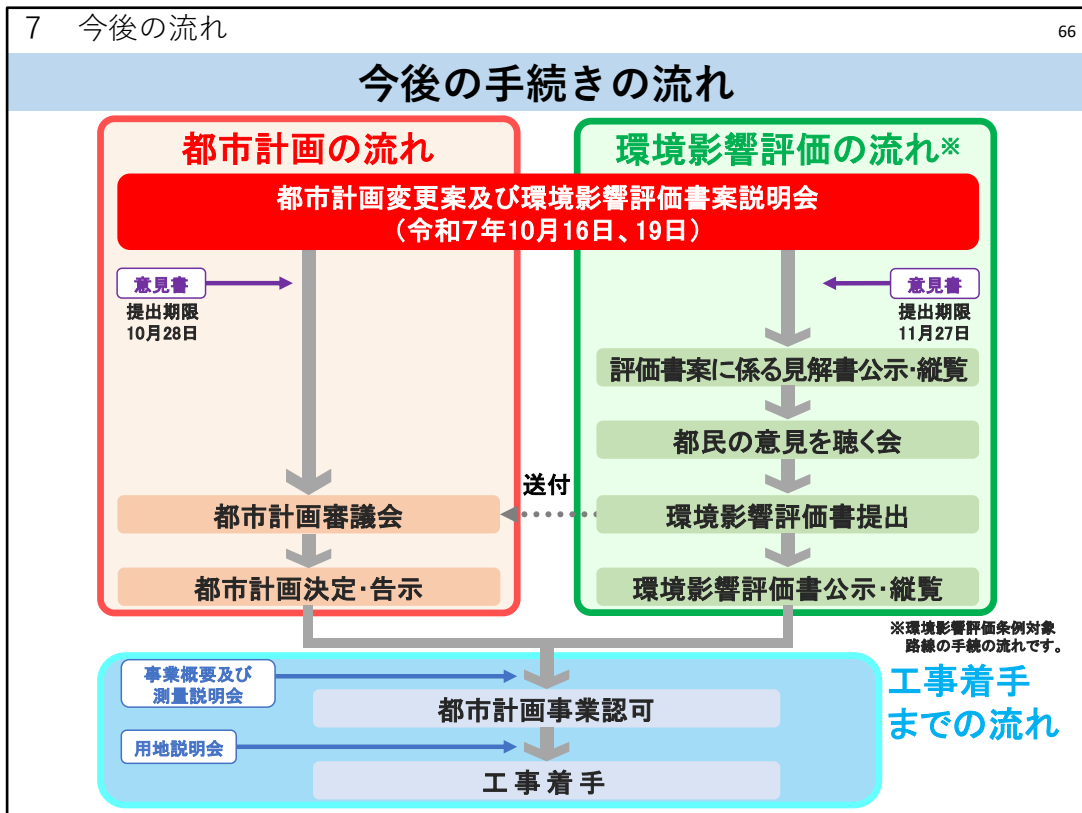 7 今後の流れ
66
今後の手続きの流れ
都市計画の流れ
環境影響評価の流れ※
都市計画変更案及び環境影響評価書案説明会
（令和7年10月16日、19日）
意見書
提出期限
10月28日
意見書
提出期限
11月27日
評価書案に係る見解書公示・縦覧
都民の意見を聴く会
送付
都市計画審議会
環境影響評価書提出
都市計画決定・告示
環境影響評価書公示・縦覧
※環境影響評価条例対象
路線の手続の流れです。
事業概要及び
測量説明会
都市計画事業認可
工事着手
までの流れ
用地説明会
工事着手